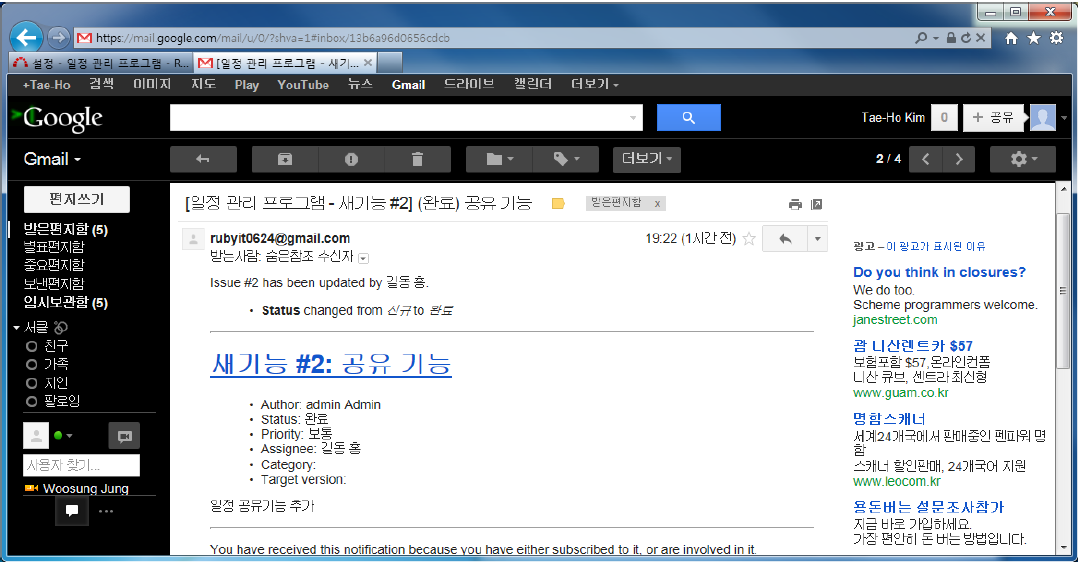 https://mail.google.com/mail/u/0/?shva=1#inbox/13b6a96d0656cdcb
설정 - 일정 관리 프로그램 - R...
[일정 관리 프로그램 - 새기...
+Tae-Ho 검색 이미지 지도 Play YouTube 뉴스 Gmail 드라이브 캘린더 더보기
Google
Tae-Ho Kim 0 + 공유
Gmail
더보기
2 / 4
편지쓰기
받은편지함 (5)
별표편지함
중요편지함
보낸편지함
임시보관함 (5)
서클
친구
가족
지인
팔로잉
사용자 찾기...
Woosung Jung
[일정 관리 프로그램 - 새기능 #2] (완료) 공유 기능
받은편지함 x
rubyit0624@gmail.com
19:22 (1시간 전)
받는사람: 숨은참조 수신자
Issue #2 has been updated by 길동 홍.
• Status changed from 신규 to 완료
새기능 #2: 공유 기능
• Author: admin Admin
• Status: 완료
• Priority: 보통
• Assignee: 길동 홍
• Category:
• Target version:
일정 공유기능 추가
You have received this notification because you have either subscribed to it, or are involved in it.
광고 – 이 광고가 표시된 이유
Do you think in closures?
We do too.
Scheme programmers welcome.
janestreet.com
괌 니산렌트카 $57
보험포함 $57,온라인컨폼
니산 큐브, 센트라 최신형
www.guam.co.kr
명함스캐너
세계24개국에서 판매중인 펜파워 명
함
스캐너 할인판매, 24개국어 지원
www.leocom.kr
용돈버는 설문조사참가
지금 바로 가입하세요.
가장 편안히 돈 버는 방법입니다.